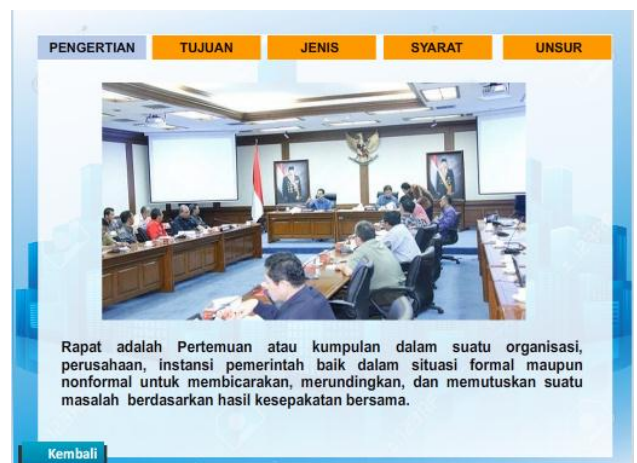 PENGERTIAN TUJUAN JENIS SYARAT UNSUR
Rapat adalah Pertemuan atau kumpulan dalam suatu organisasi,
perusahaan, instansi pemerintah baik dalam situasi formal maupun
nonformal untuk membicarakan, merundingkan, dan memutuskan suatu
masalah berdasarkan hasil kesepakatan bersama.
Kembali